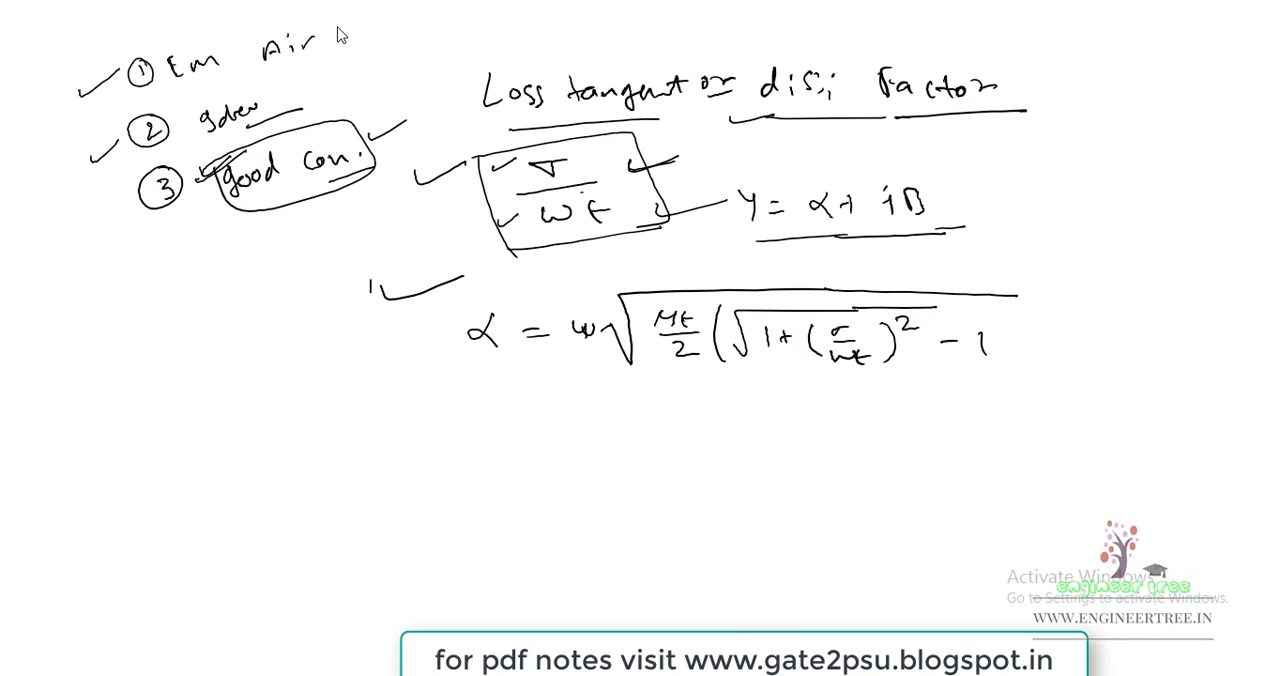 ① Em Air
②
③ good con.
Loss tangent or disi Factor
σ
ωε
γ = α + jβ
1
α = ω√(με/2 (√(1+(σ/ωε)²) - 1
Activate Windows
Go to Settings to activate Windows.
engineer tree
WWW.ENGINEERTREE.IN
for pdf notes visit www.gate2psu.blogspot.in